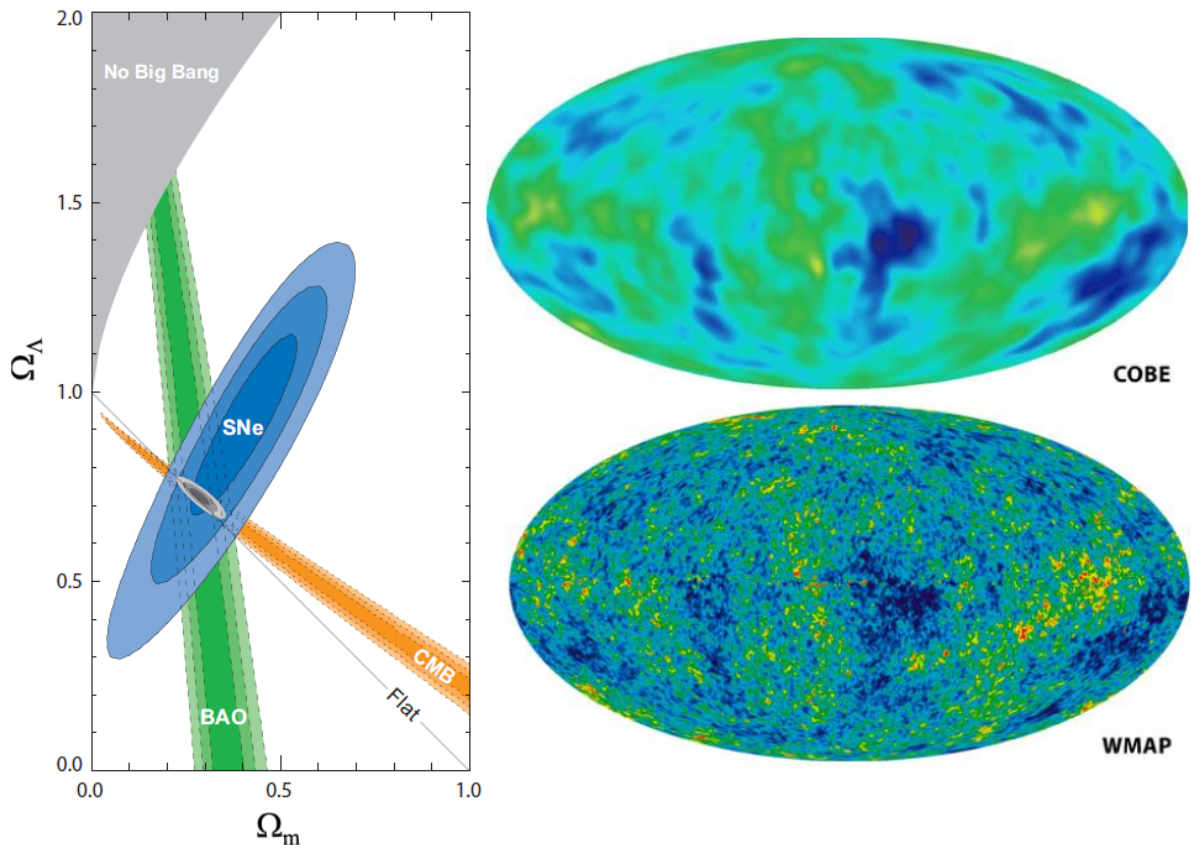 2.0
No Big Bang
1.5
1.0
SNe
0.5
CMB
Flat
BAO
0.0
0.0
0.5
1.0
Ω_Λ
Ω_m
COBE
WMAP